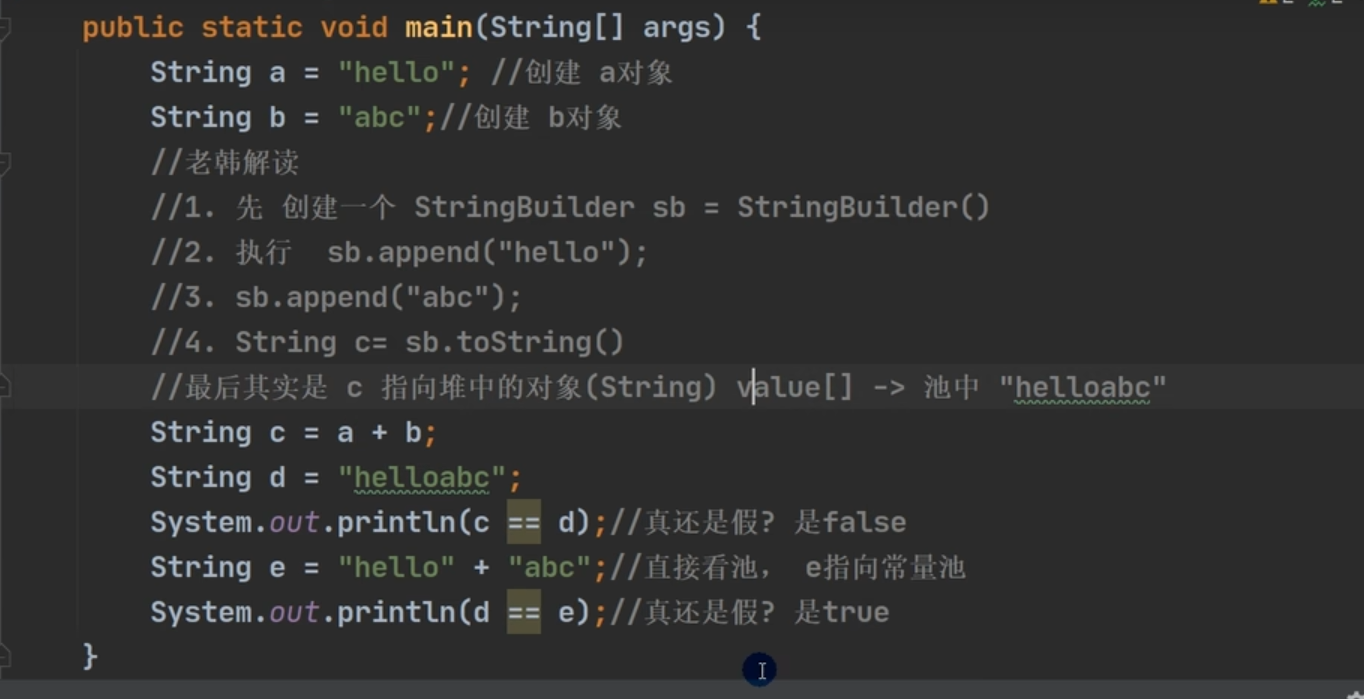 public static void main(String[] args) {
String a = "hello"; //创建 a对象
String b = "abc";//创建 b对象
//老韩解读
//1. 先 创建一个 StringBuilder sb = StringBuilder()
//2. 执行  sb.append("hello");
//3. sb.append("abc");
//4. String c= sb.toString()
//最后其实是 c 指向堆中的对象(String) value[] -> 池中 "helloabc"
String c = a + b;
String d = "helloabc";
System.out.println(c == d);//真还是假? 是false
String e = "hello" + "abc";//直接看池， e指向常量池
System.out.println(d == e);//真还是假? 是true
}